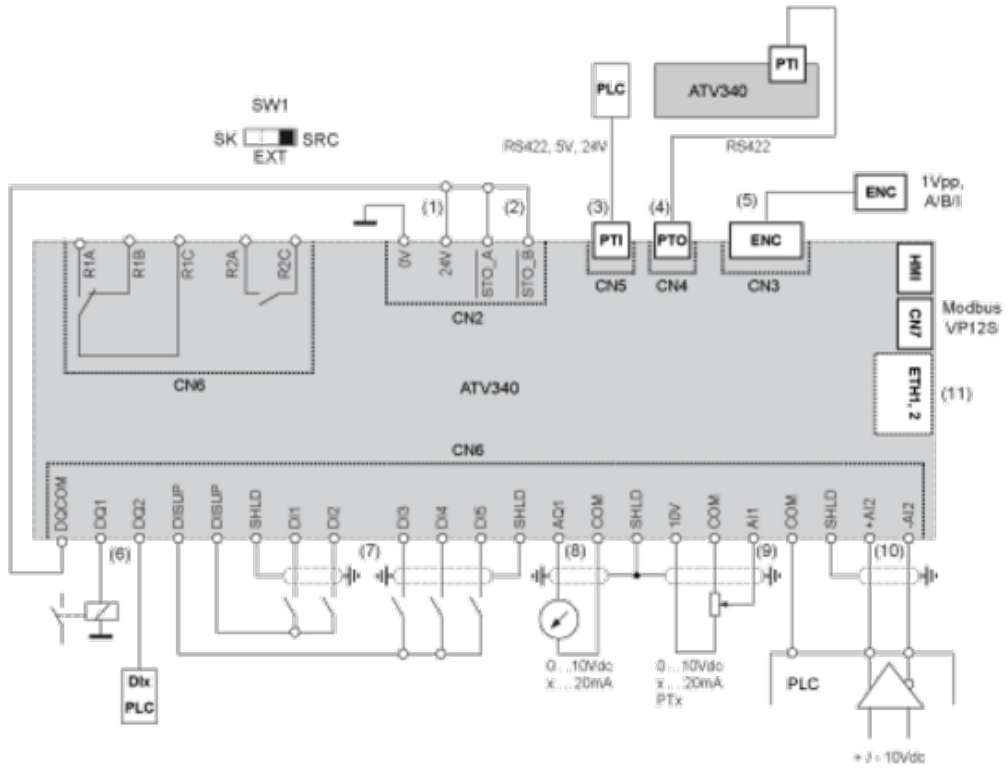 PTI
PLC
ATV340
SW1
SK
SRC
EXT
RS422, 5V, 24V
RS422
(1)
(2)
(3)
(4)
(5)
ENC
1Vpp,
A/B/I
R1A
R1B
R1C
R2A
R2C
0V
24V
STO_A
STO_B
PTI
PTO
ENC
HMI
CN5
CN4
CN3
CN2
CN7
Modbus
VP12S
CN6
ATV340
ETH1, 2
(11)
CN6
DQCOM
DQ1
DQ2
DISUP
DISUP
SHLD
DI1
DI2
DI3
DI4
DI5
SHLD
AQ1
COM
SHLD
10V
COM
AI1
COM
SHLD
+AI2
-AI2
(6)
(7)
(8)
(9)
(10)
DIx
PLC
0...10Vdc
x...20mA
0...10Vdc
x...20mA
PTx
PLC
+/- 10Vdc